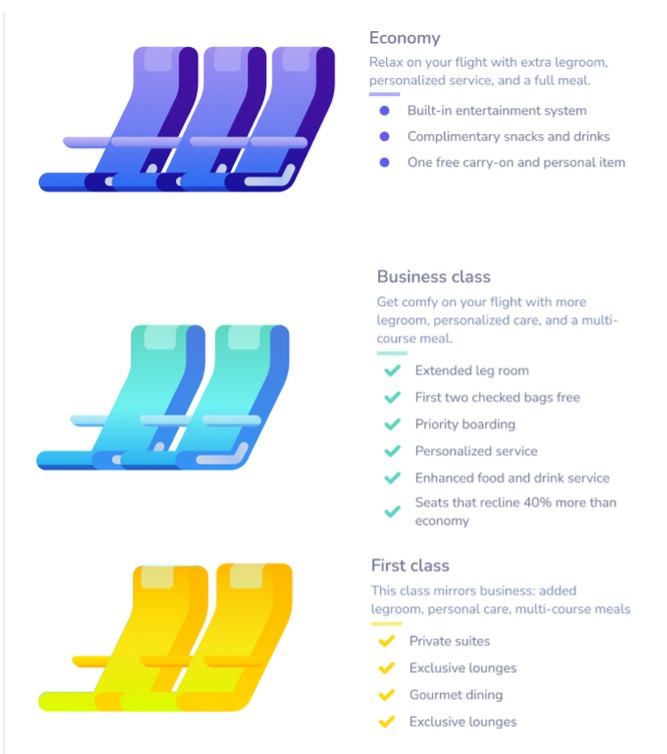 Economy
Relax on your flight with extra legroom,
personalized service, and a full meal.
Built-in entertainment system
Complimentary snacks and drinks
One free carry-on and personal item
Business class
Get comfy on your flight with more
legroom, personalized care, and a multi-
course meal.
Extended leg room
First two checked bags free
Priority boarding
Personalized service
Enhanced food and drink service
Seats that recline 40% more than
economy
First class
This class mirrors business: added
legroom, personal care, multi-course meals
Private suites
Exclusive lounges
Gourmet dining
Exclusive lounges